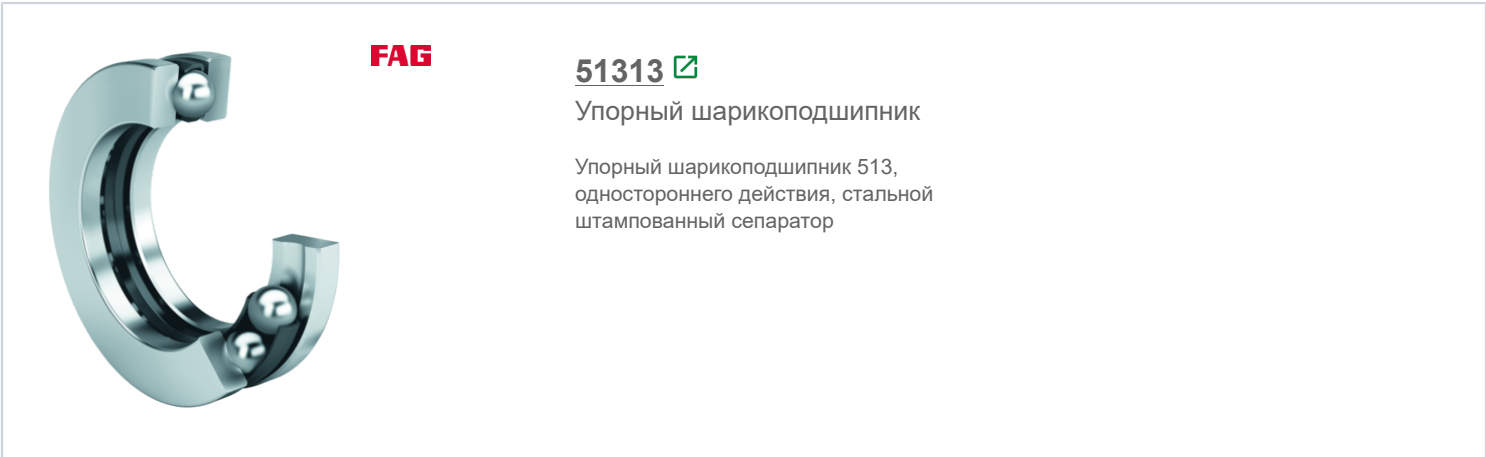 FAG
51313
Упорный шарикоподшипник
Упорный шарикоподшипник 513,
одностороннего действия, стальной
штампованный сепаратор